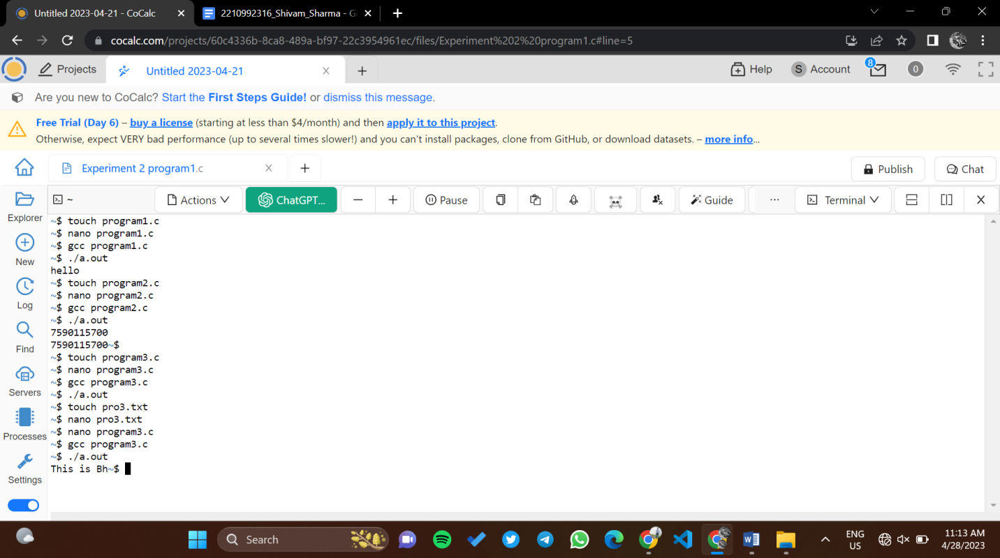 Untitled 2023-04-21 - CoCalc
2210992316_Shivam_Sharma - G
cocalc.com/projects/60c4336b-8ca8-489a-bf97-22c3954961ec/files/Experiment%202%20program1.c#line=5
Projects
Untitled 2023-04-21
Help
S Account
8
0
Are you new to CoCalc? Start the First Steps Guide! or dismiss this message.
Free Trial (Day 6) – buy a license (starting at less than $4/month) and then apply it to this project.
Otherwise, expect VERY bad performance (up to several times slower!) and you can't install packages, clone from GitHub, or download datasets. – more info...
Experiment 2 program1.c
Publish
Chat
Explorer
New
Log
Find
Servers
Processes
Settings
~
Actions
ChatGPT...
Pause
Guide
...
Terminal
~$ touch program1.c
~$ nano program1.c
~$ gcc program1.c
~$ ./a.out
hello
~$ touch program2.c
~$ nano program2.c
~$ gcc program2.c
~$ ./a.out
7590115700
7590115700~$
~$ touch program3.c
~$ nano program3.c
~$ gcc program3.c
~$ ./a.out
~$ touch pro3.txt
~$ nano pro3.txt
~$ nano program3.c
~$ gcc program3.c
~$ ./a.out
This is Bh~$
Search
ENG
US
11:13 AM
4/28/2023